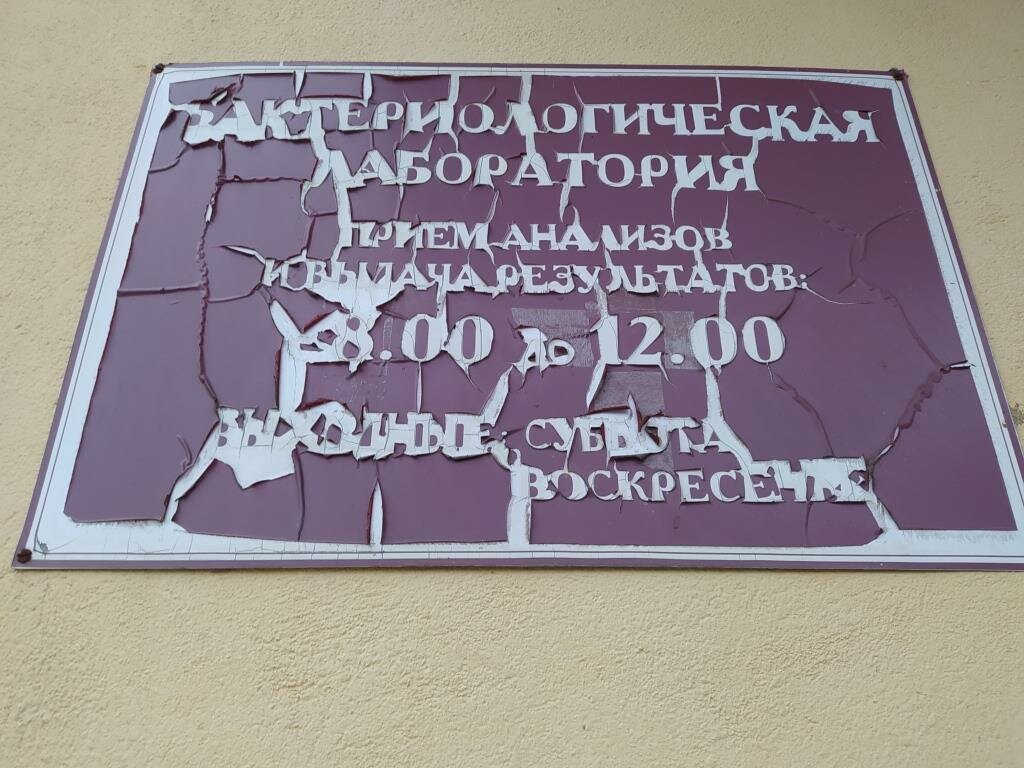 БАКТЕРИОЛОГИЧЕСКАЯ
ЛАБОРАТОРИЯ
ПРИЕМ АНАЛИЗОВ
И ВЫДАЧА РЕЗУЛЬТАТОВ:
С 8.00 ДО 12.00
ВЫХОДНЫЕ: СУББОТА
ВОСКРЕСЕНЬЕ